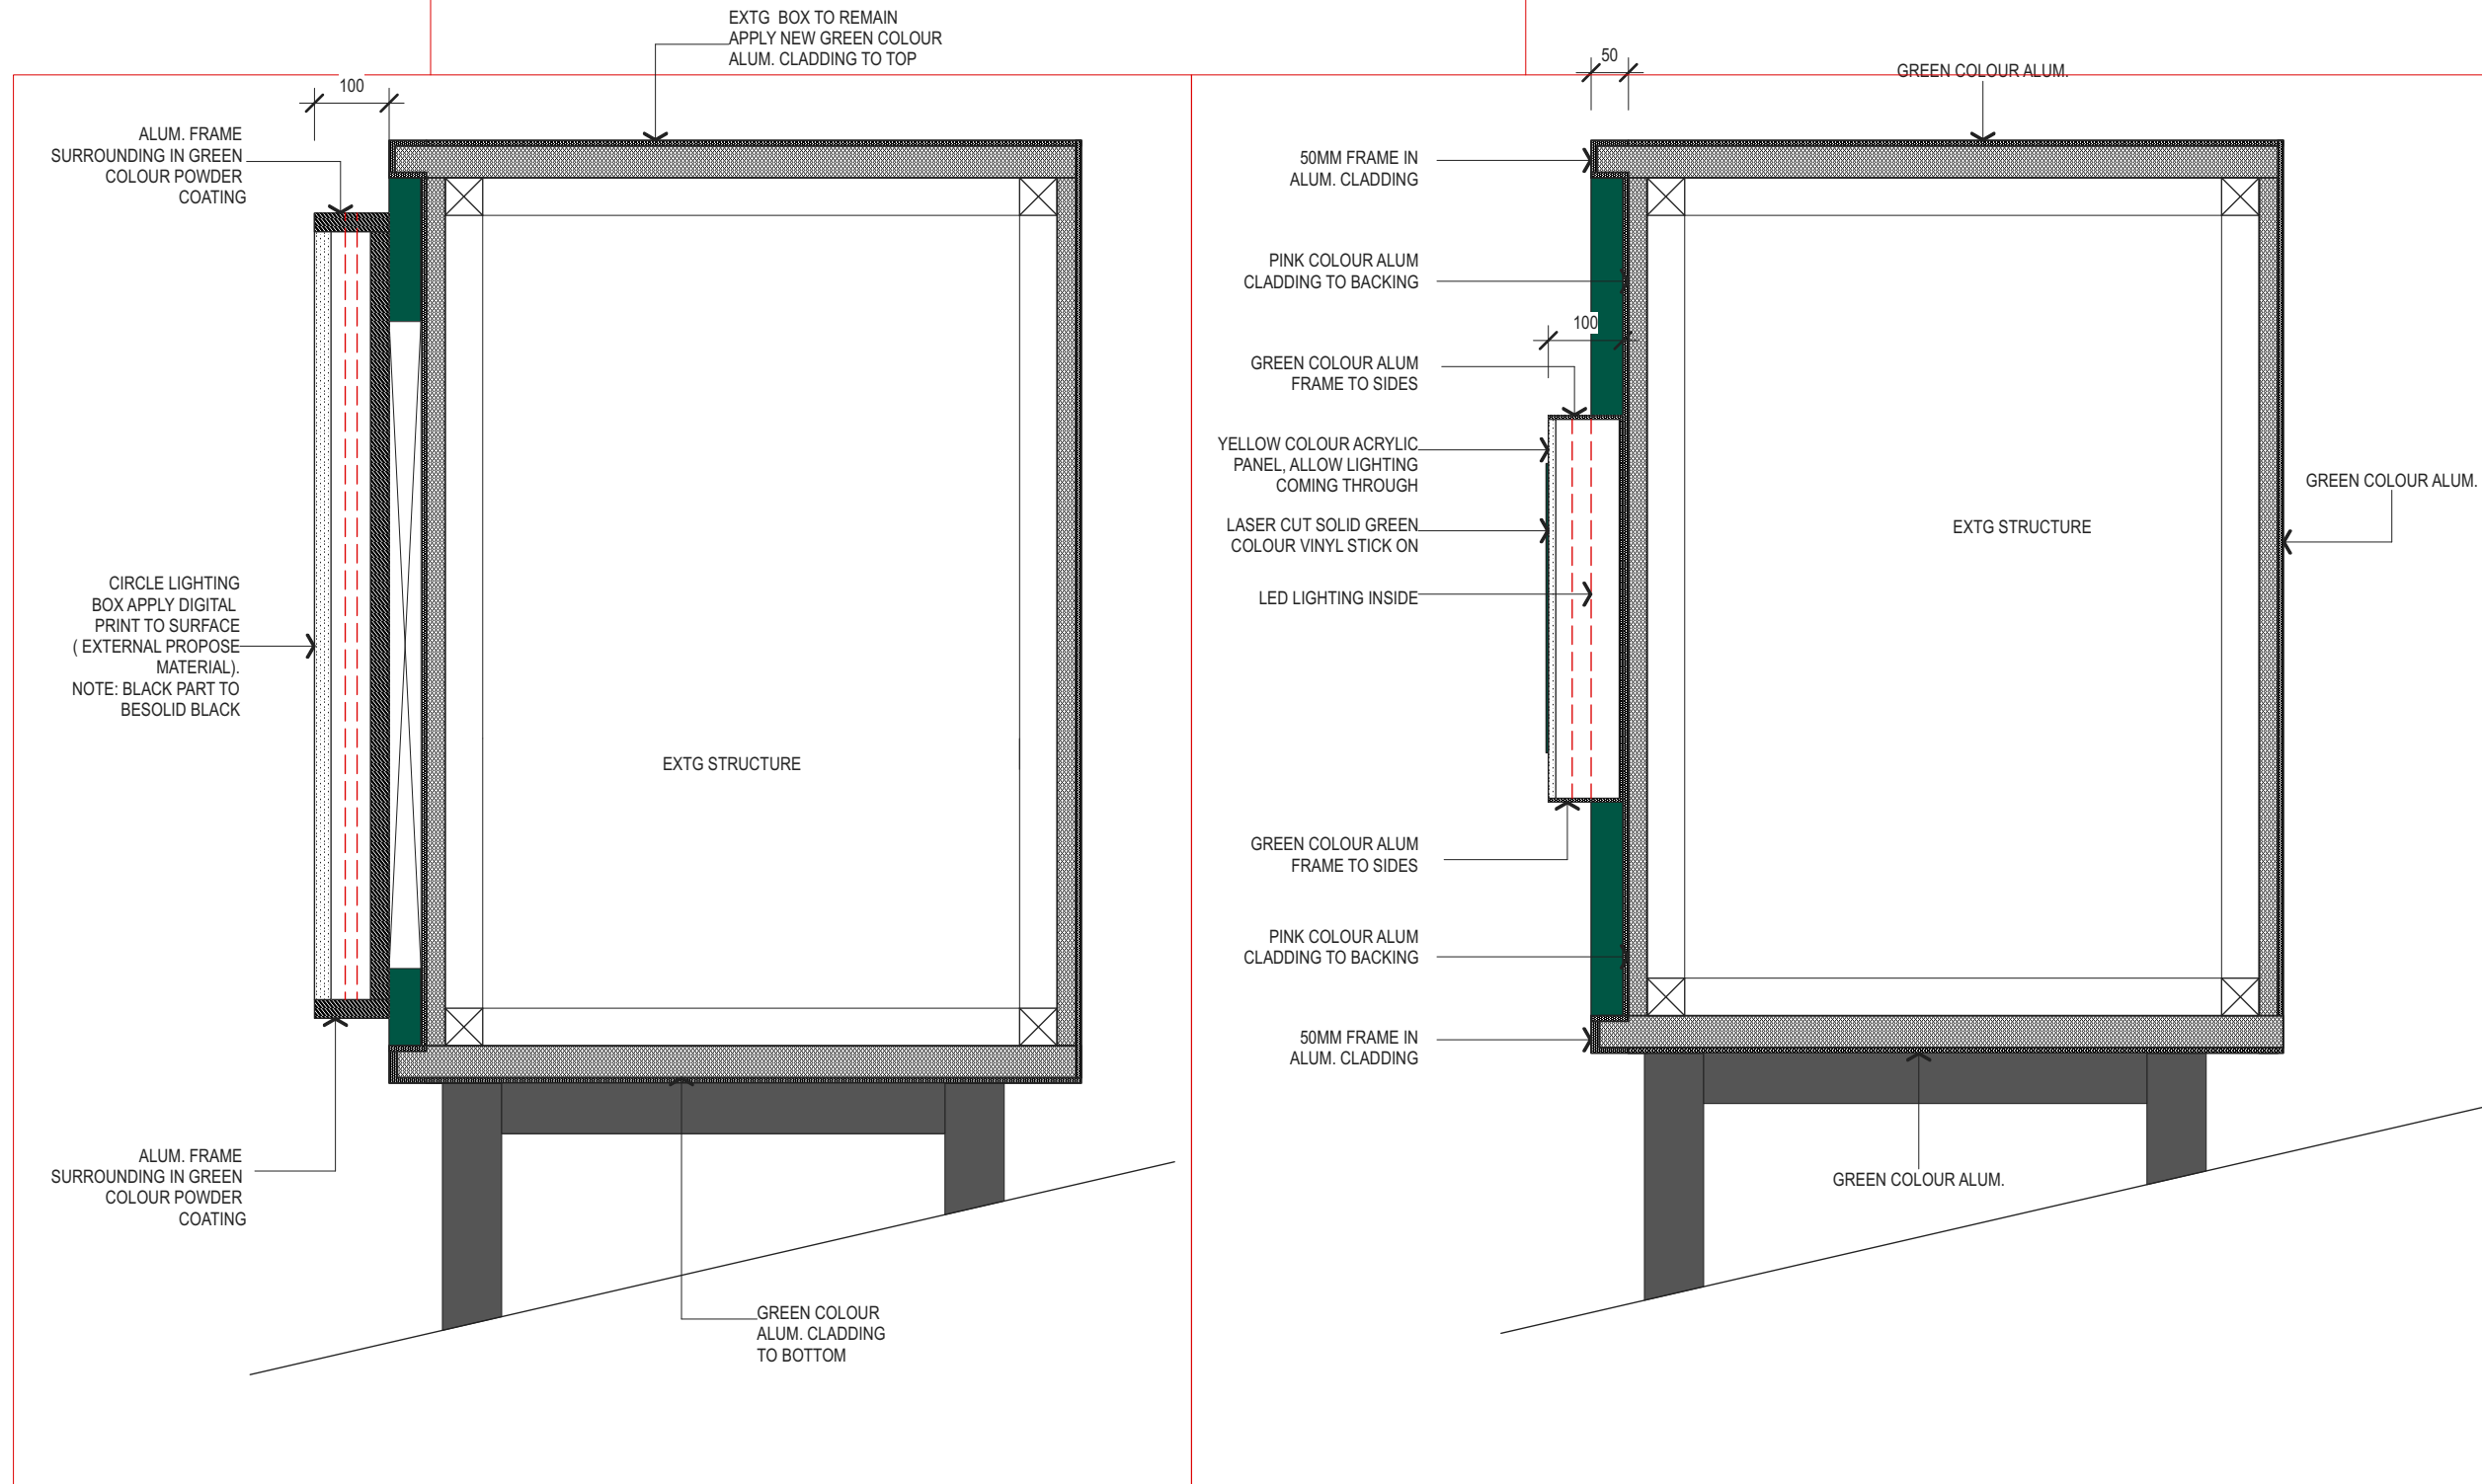 EXTG BOX TO REMAIN
APPLY NEW GREEN COLOUR
ALUM. CLADDING TO TOP
100
ALUM. FRAME
SURROUNDING IN GREEN
COLOUR POWDER
COATING
CIRCLE LIGHTING
BOX APPLY DIGITAL
PRINT TO SURFACE
( EXTERNAL PROPOSE
MATERIAL).
NOTE: BLACK PART TO
BESOLID BLACK
EXTG STRUCTURE
ALUM. FRAME
SURROUNDING IN GREEN
COLOUR POWDER
COATING
GREEN COLOUR
ALUM. CLADDING
TO BOTTOM
50
GREEN COLOUR ALUM.
50MM FRAME IN
ALUM. CLADDING
PINK COLOUR ALUM
CLADDING TO BACKING
100
GREEN COLOUR ALUM
FRAME TO SIDES
YELLOW COLOUR ACRYLIC
PANEL, ALLOW LIGHTING
COMING THROUGH
LASER CUT SOLID GREEN
COLOUR VINYL STICK ON
LED LIGHTING INSIDE
EXTG STRUCTURE
GREEN COLOUR ALUM.
GREEN COLOUR ALUM
FRAME TO SIDES
PINK COLOUR ALUM
CLADDING TO BACKING
50MM FRAME IN
ALUM. CLADDING
GREEN COLOUR ALUM.